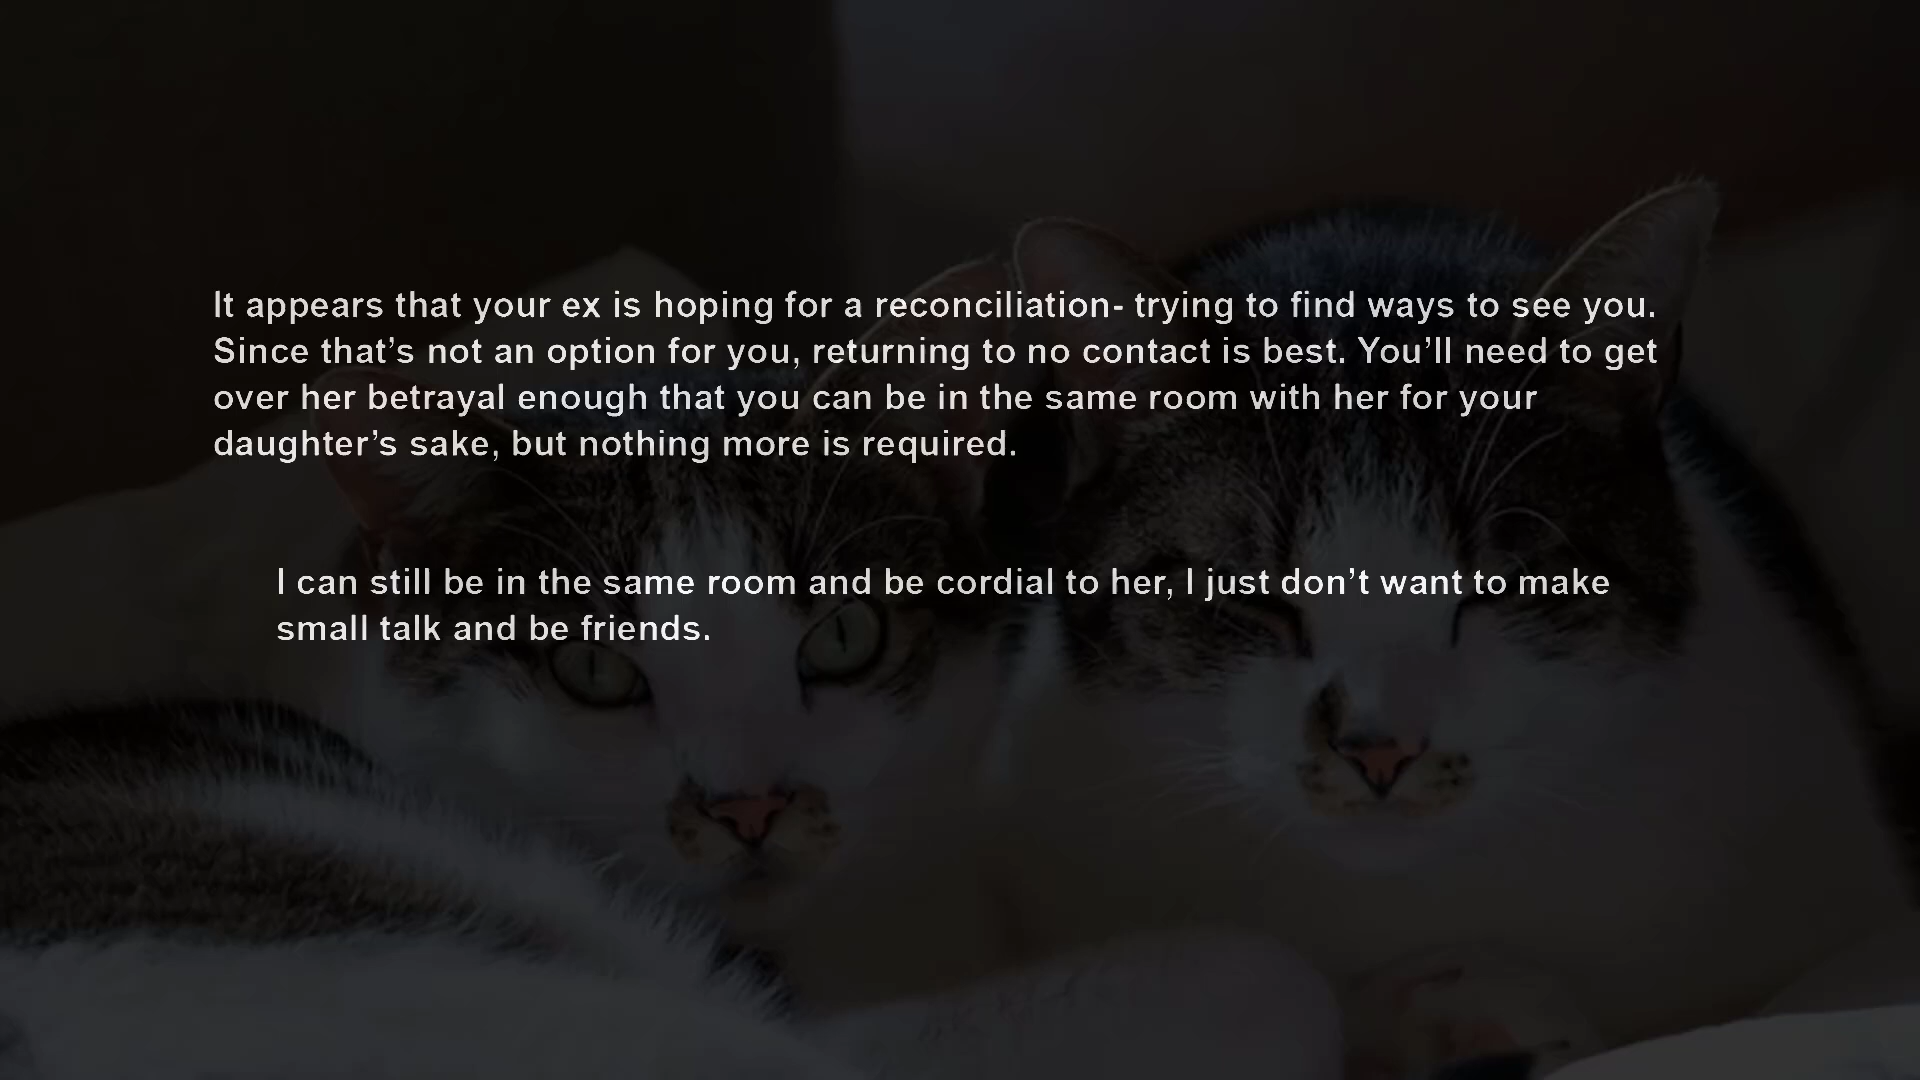 It appears that your ex is hoping for a reconciliation- trying to find ways to see you.
Since that’s not an option for you, returning to no contact is best. You’ll need to get
over her betrayal enough that you can be in the same room with her for your
daughter’s sake, but nothing more is required.
I can still be in the same room and be cordial to her, I just don’t want to make
small talk and be friends.